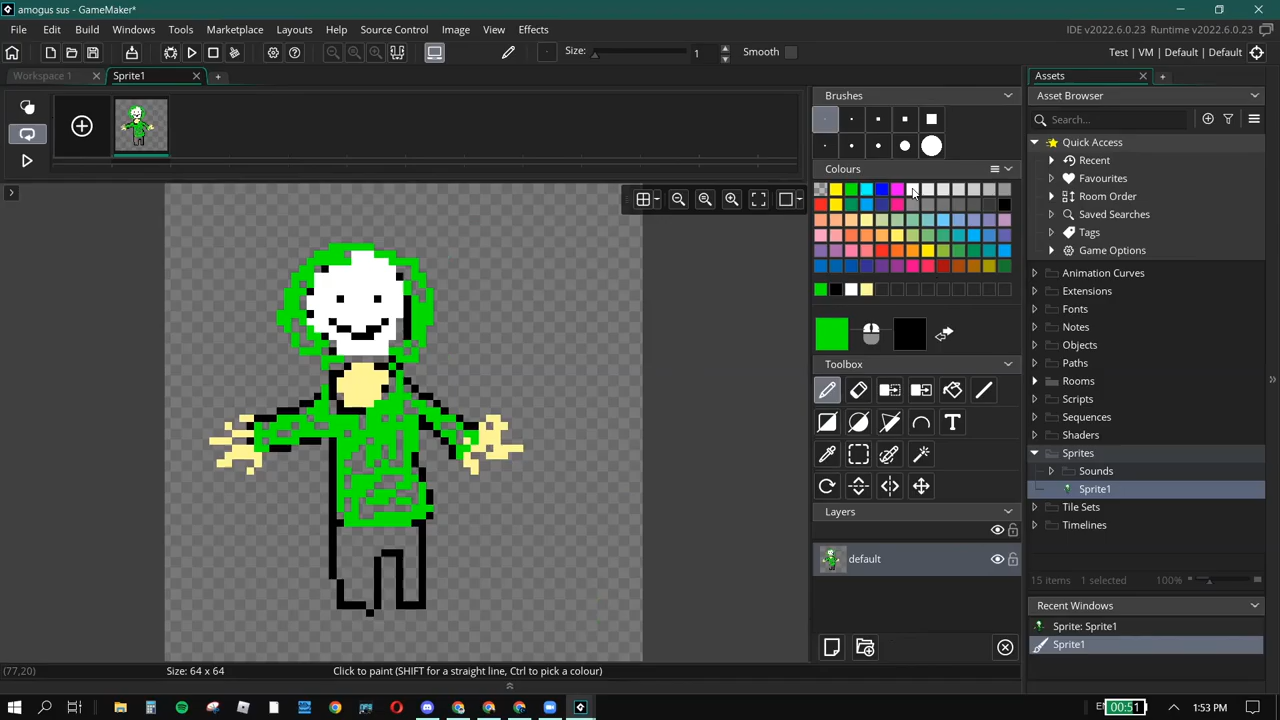 amogus sus - GameMaker*
File Edit Build Windows Tools Marketplace Layouts Help Source Control Image View Effects
IDE v2022.6.0.23 Runtime v2022.6.0.23
Size: 1 Smooth
Test | VM | Default | Default
Workspace 1 Sprite1
Assets
Brushes
Asset Browser
Search...
Quick Access
Colours
Recent
Favourites
Room Order
Saved Searches
Tags
Game Options
Animation Curves
Extensions
Fonts
Notes
Objects
Toolbox
Paths
Rooms
Scripts
Sequences
Shaders
Sprites
Sounds
Sprite1
Layers
Tile Sets
Timelines
default
15 items 1 selected 100%
Recent Windows
Sprite: Sprite1
Sprite1
(77,20) Size: 64 x 64 Click to paint (SHIFT for a straight line, Ctrl to pick a colour)
00:51 1:53 PM